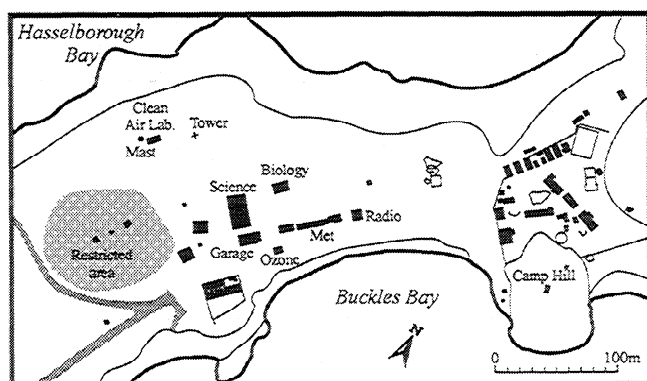 Hasselborough
Bay
Clean
Air Lab.
Tower
Mast
Biology
Science
Restricted
area
Garage
Ozone
Met
Radio
Camp Hill
Buckles Bay
N
0
100m